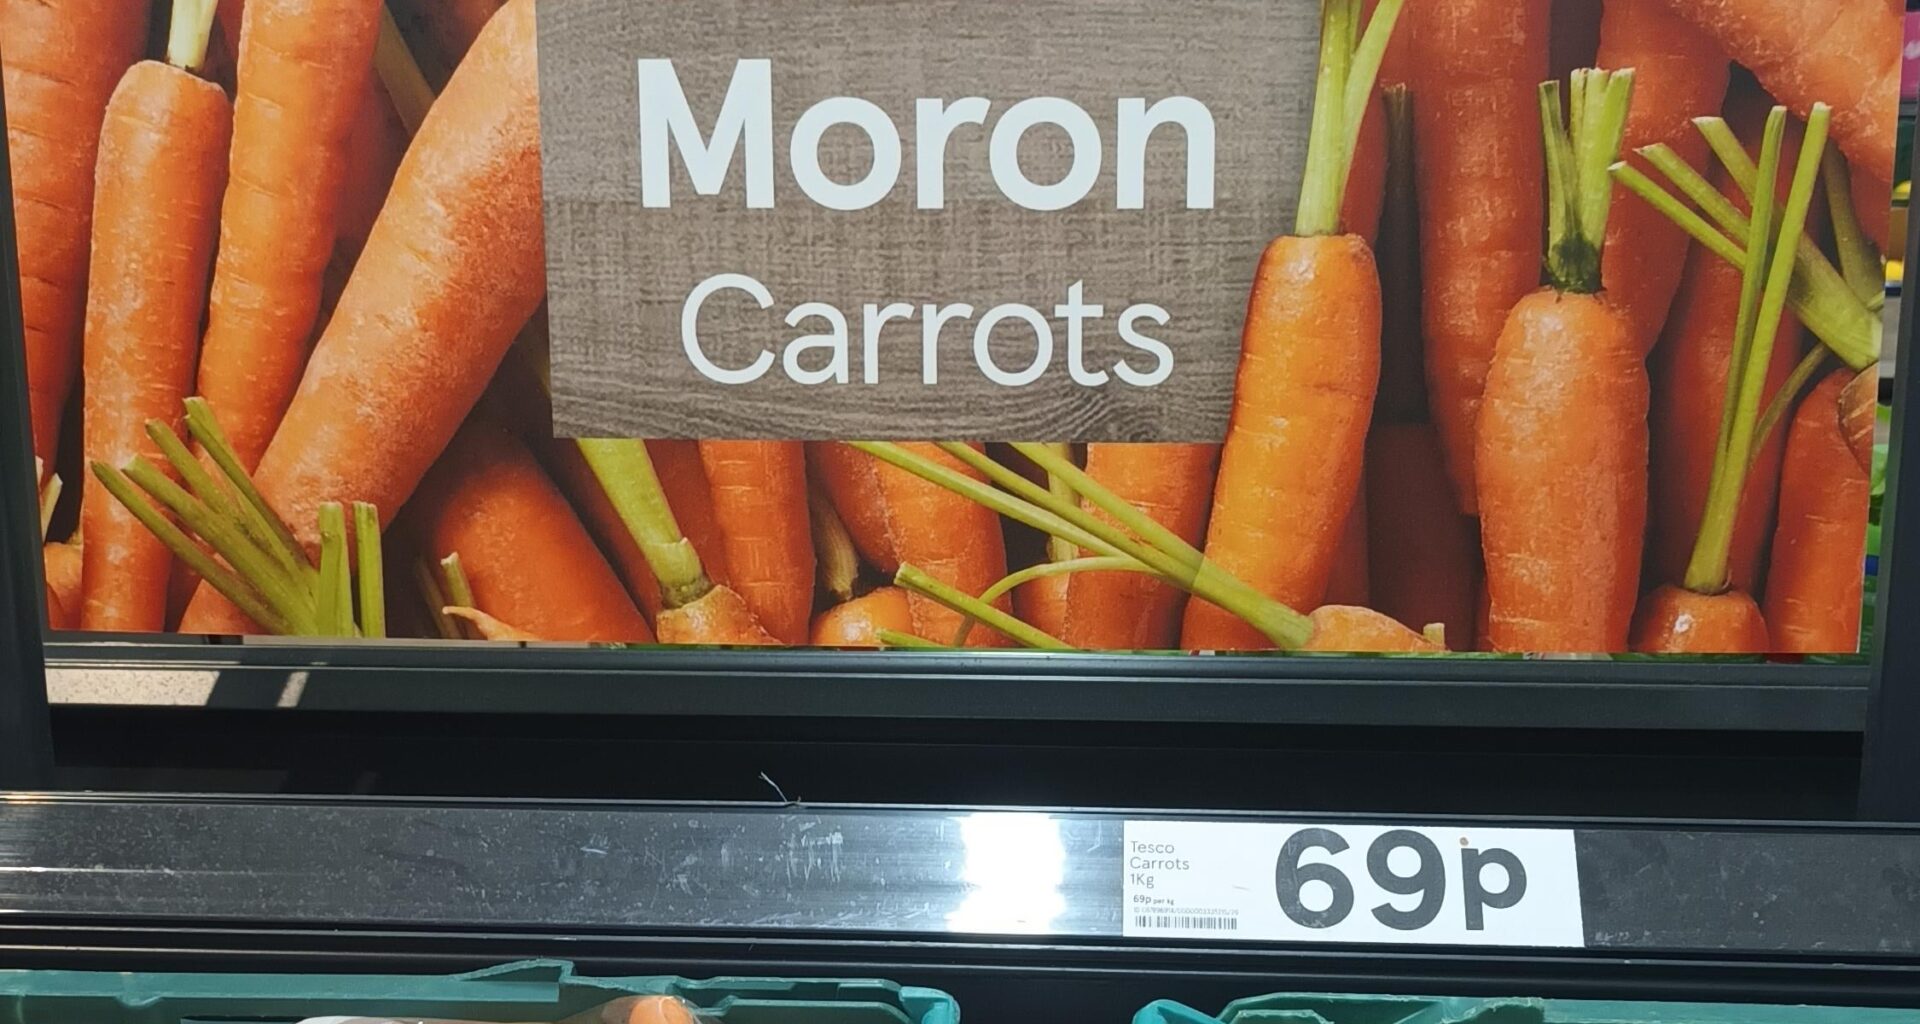 Moron
Carrots
Tesco
Carrots
1Kg
69p per kg
69p